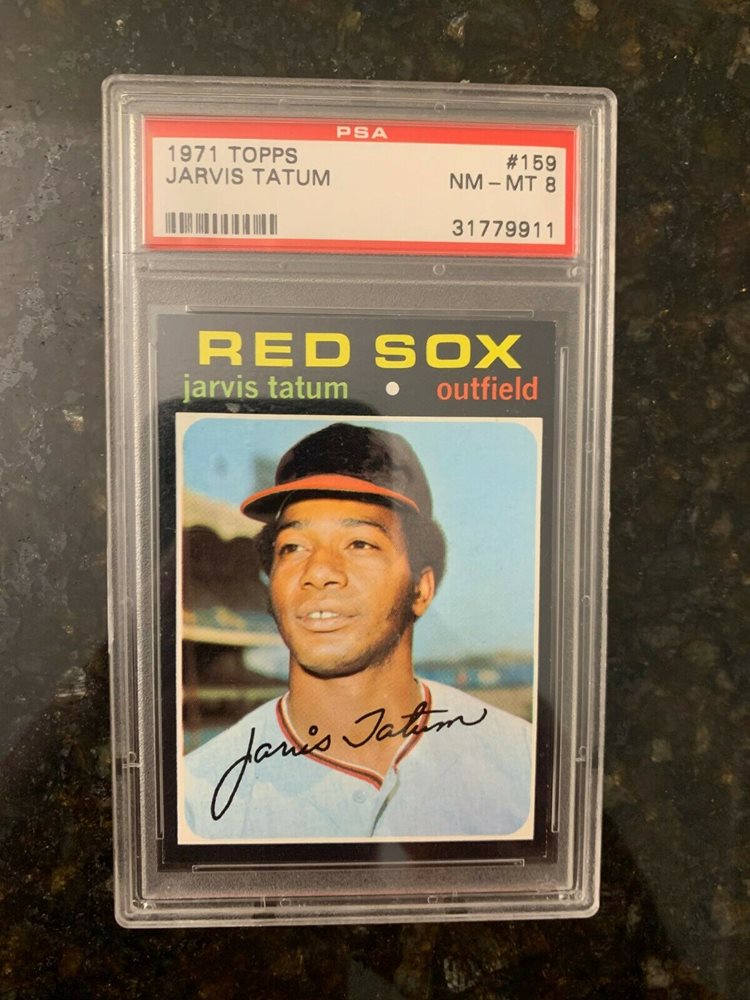 PSA
1971 TOPPS #159
JARVIS TATUM NM - MT 8
31779911
RED SOX
jarvis tatum • outfield
Jarvis Tatum